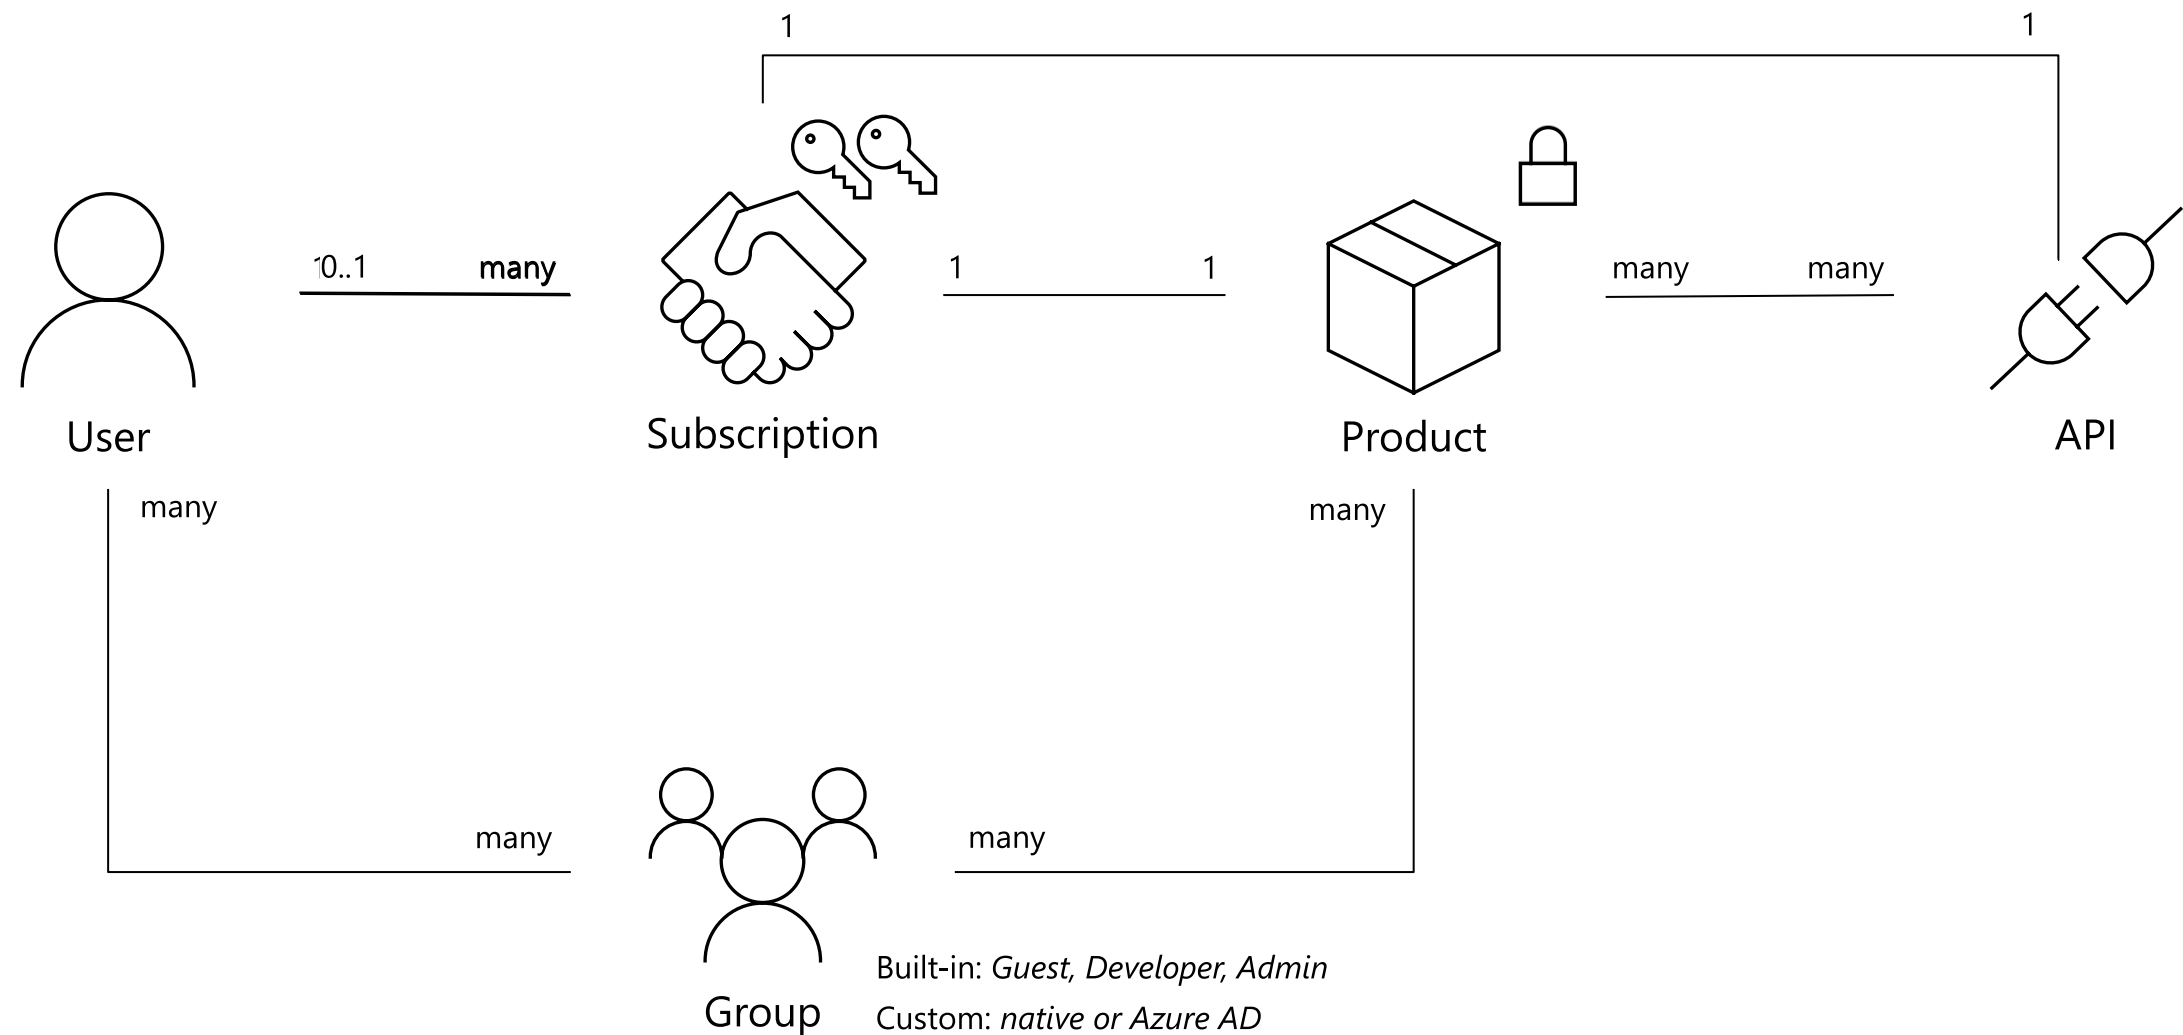 1
1
0..1
many
1
1
many
many
User
Subscription
Product
API
many
many
many
many
Built-in: Guest, Developer, Admin
Group
Custom: native or Azure AD